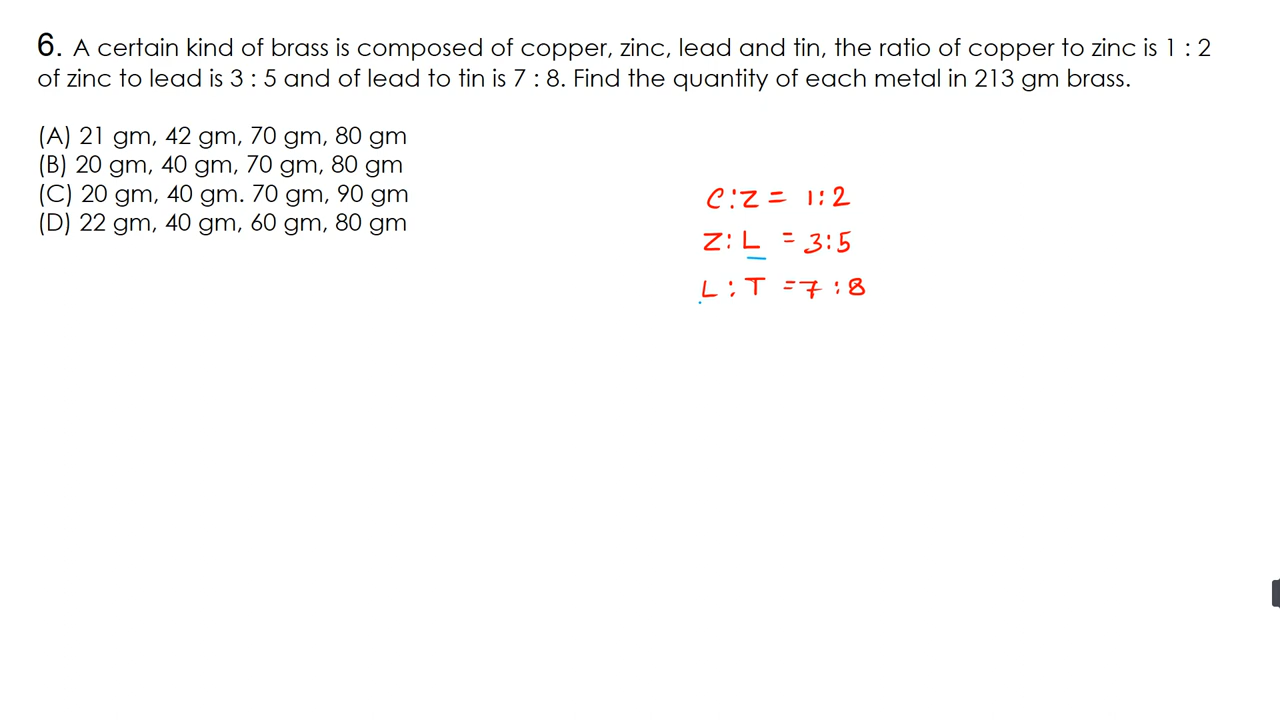 6. A certain kind of brass is composed of copper, zinc, lead and tin, the ratio of copper to zinc is 1 : 2
of zinc to lead is 3 : 5 and of lead to tin is 7 : 8. Find the quantity of each metal in 213 gm brass.
(A) 21 gm, 42 gm, 70 gm, 80 gm
(B) 20 gm, 40 gm, 70 gm, 80 gm
(C) 20 gm, 40 gm. 70 gm, 90 gm
(D) 22 gm, 40 gm, 60 gm, 80 gm
C:Z = 1:2
Z:L = 3:5
L:T = 7:8